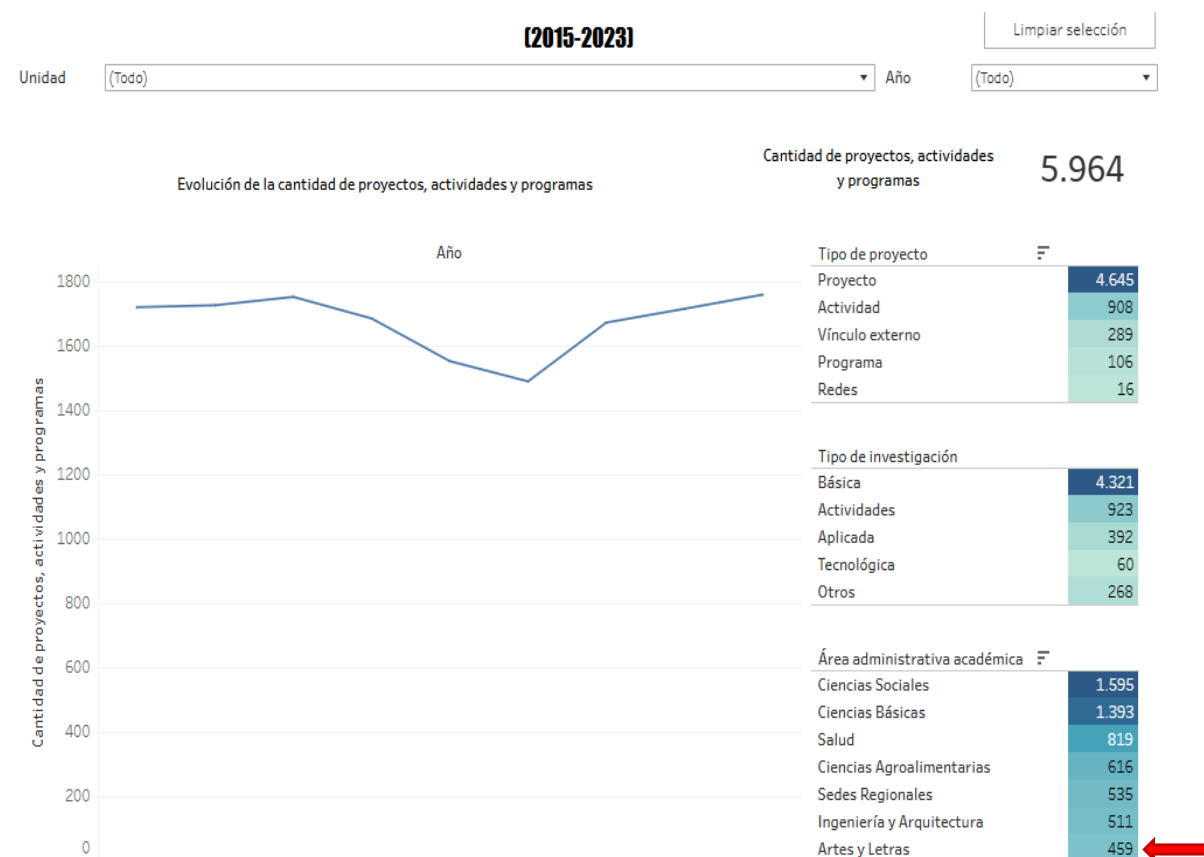 (2015-2023)
Limpiar selección
Unidad (Todo) Año (Todo)
Cantidad de proyectos, actividades
y programas
5.964
Evolución de la cantidad de proyectos, actividades y programas
Año
1800
1600
1400
1200
1000
800
600
400
200
0
Cantidad de proyectos, actividades y programas
Tipo de proyecto
Proyecto 4.645
Actividad 908
Vínculo externo 289
Programa 106
Redes 16
Tipo de investigación
Básica 4.321
Actividades 923
Aplicada 392
Tecnológica 60
Otros 268
Área administrativa académica
Ciencias Sociales 1.595
Ciencias Básicas 1.393
Salud 819
Ciencias Agroalimentarias 616
Sedes Regionales 535
Ingeniería y Arquitectura 511
Artes y Letras 459